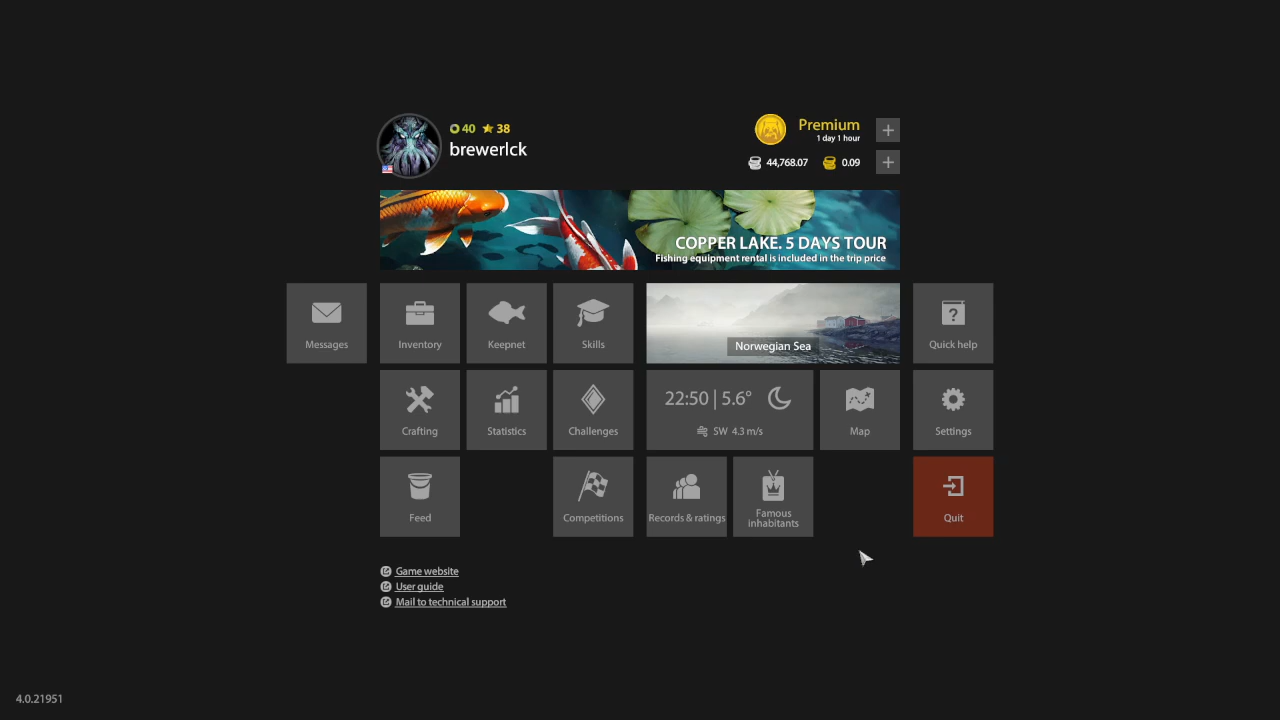 40 38
brewerlck
Premium
1 day 1 hour
44,768.07 0.09
COPPER LAKE. 5 DAYS TOUR
Fishing equipment rental is included in the trip price
Messages
Inventory
Keepnet
Skills
Norwegian Sea
Quick help
Crafting
Statistics
Challenges
22:50 | 5.6°
SW 4.3 m/s
Map
Settings
Feed
Competitions
Records & ratings
Famous
inhabitants
Quit
Game website
User guide
Mail to technical support
4.0.21951